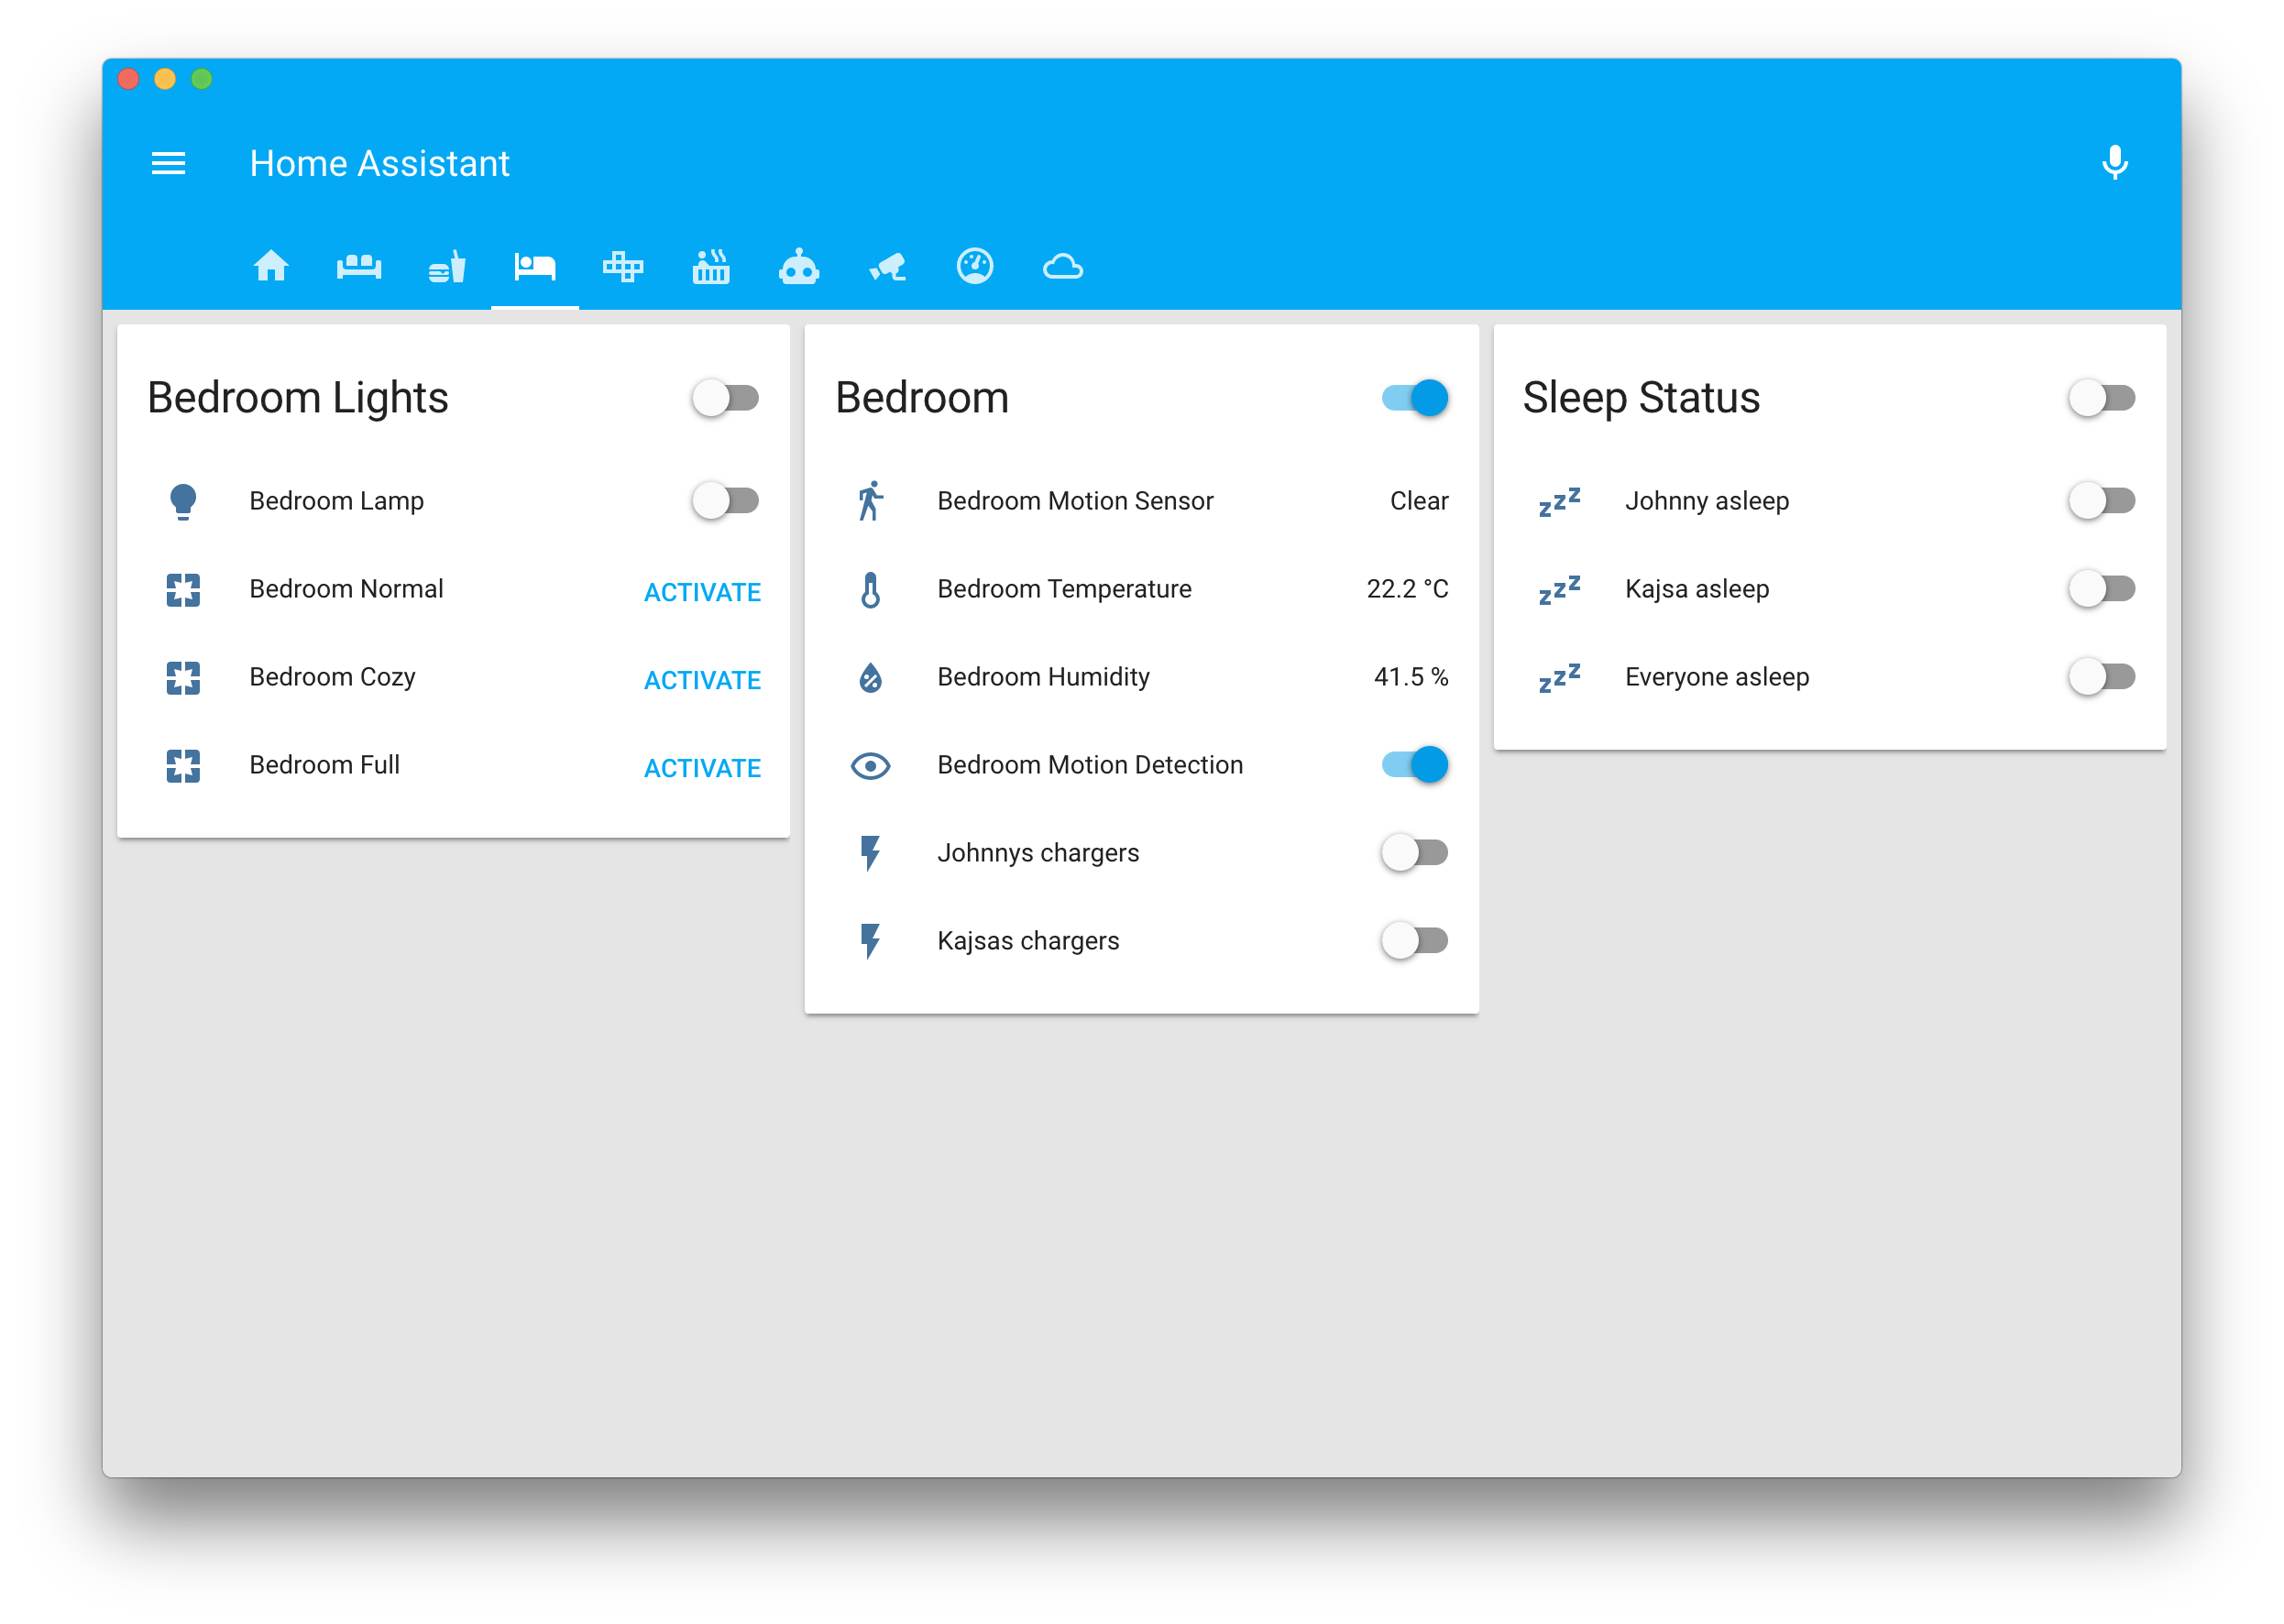 Home Assistant
Bedroom Lights
Bedroom Lamp
Bedroom Normal ACTIVATE
Bedroom Cozy ACTIVATE
Bedroom Full ACTIVATE
Bedroom
Bedroom Motion Sensor Clear
Bedroom Temperature 22.2 °C
Bedroom Humidity 41.5 %
Bedroom Motion Detection
Johnnys chargers
Kajsas chargers
Sleep Status
Johnny asleep
Kajsa asleep
Everyone asleep